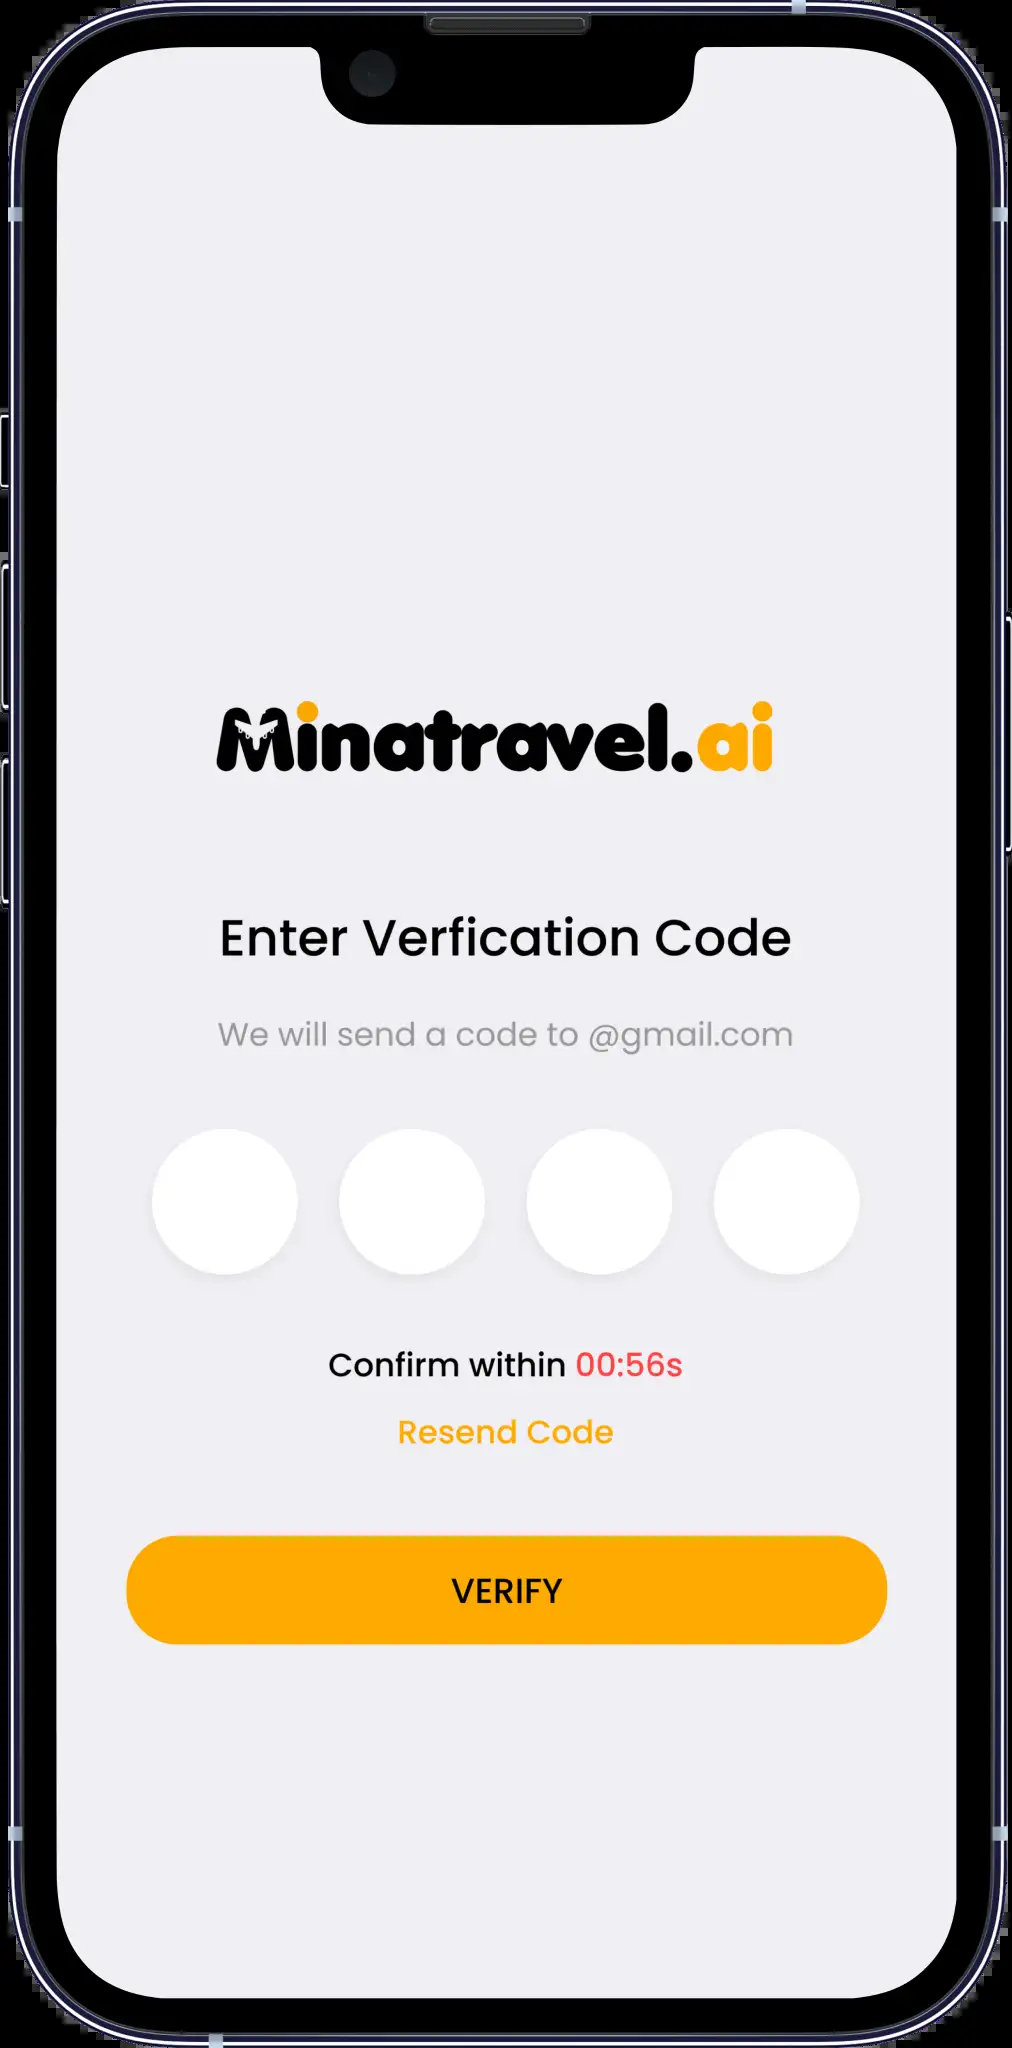 Minatravel.ai
Enter Verfication Code
We will send a code to @gmail.com
Confirm within 00:56s
Resend Code
VERIFY